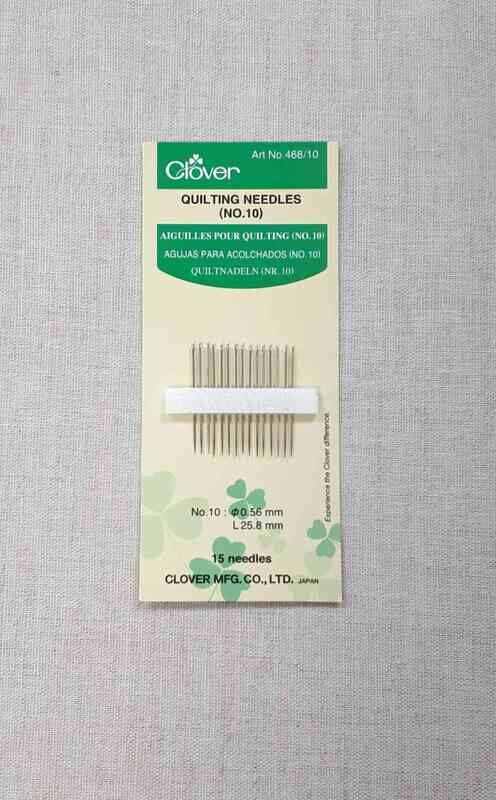 Clover
Art No.468/10
QUILTING NEEDLES
(NO.10)
AIGUILLES POUR QUILTING (NO.10)
AGUJAS PARA ACOLCHADOS (NO.10)
QUILTNADELN (NR.10)
Experience the Clover difference.
No.10 : φ0.56 mm
L25.8 mm
15 needles
CLOVER MFG.CO.,LTD. JAPAN